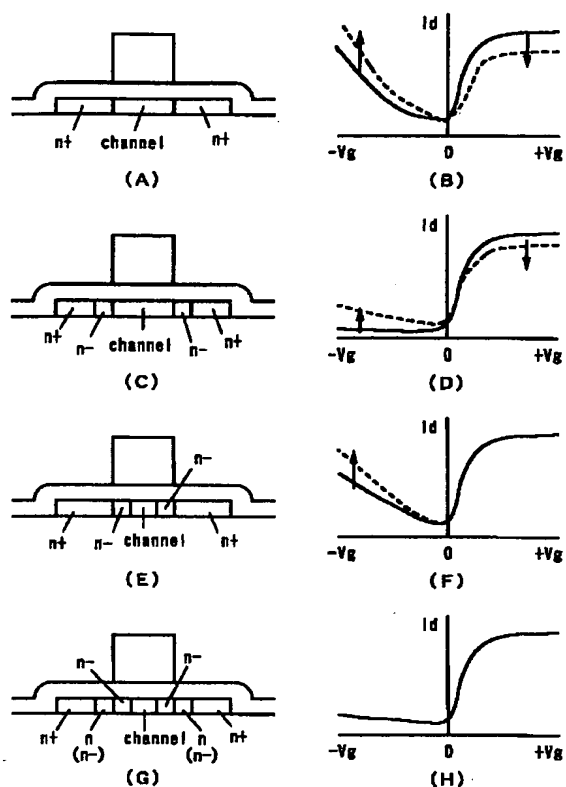 Id
n+ channel n+
-Vg 0 +Vg
(A) (B)
Id
n+ n- channel n- n+
-Vg 0 +Vg
(C) (D)
Id
n-
n+ n- channel n+
-Vg 0 +Vg
(E) (F)
Id
n- n-
n+ n channel n n+
(n-) (n-)
-Vg 0 +Vg
(G) (H)